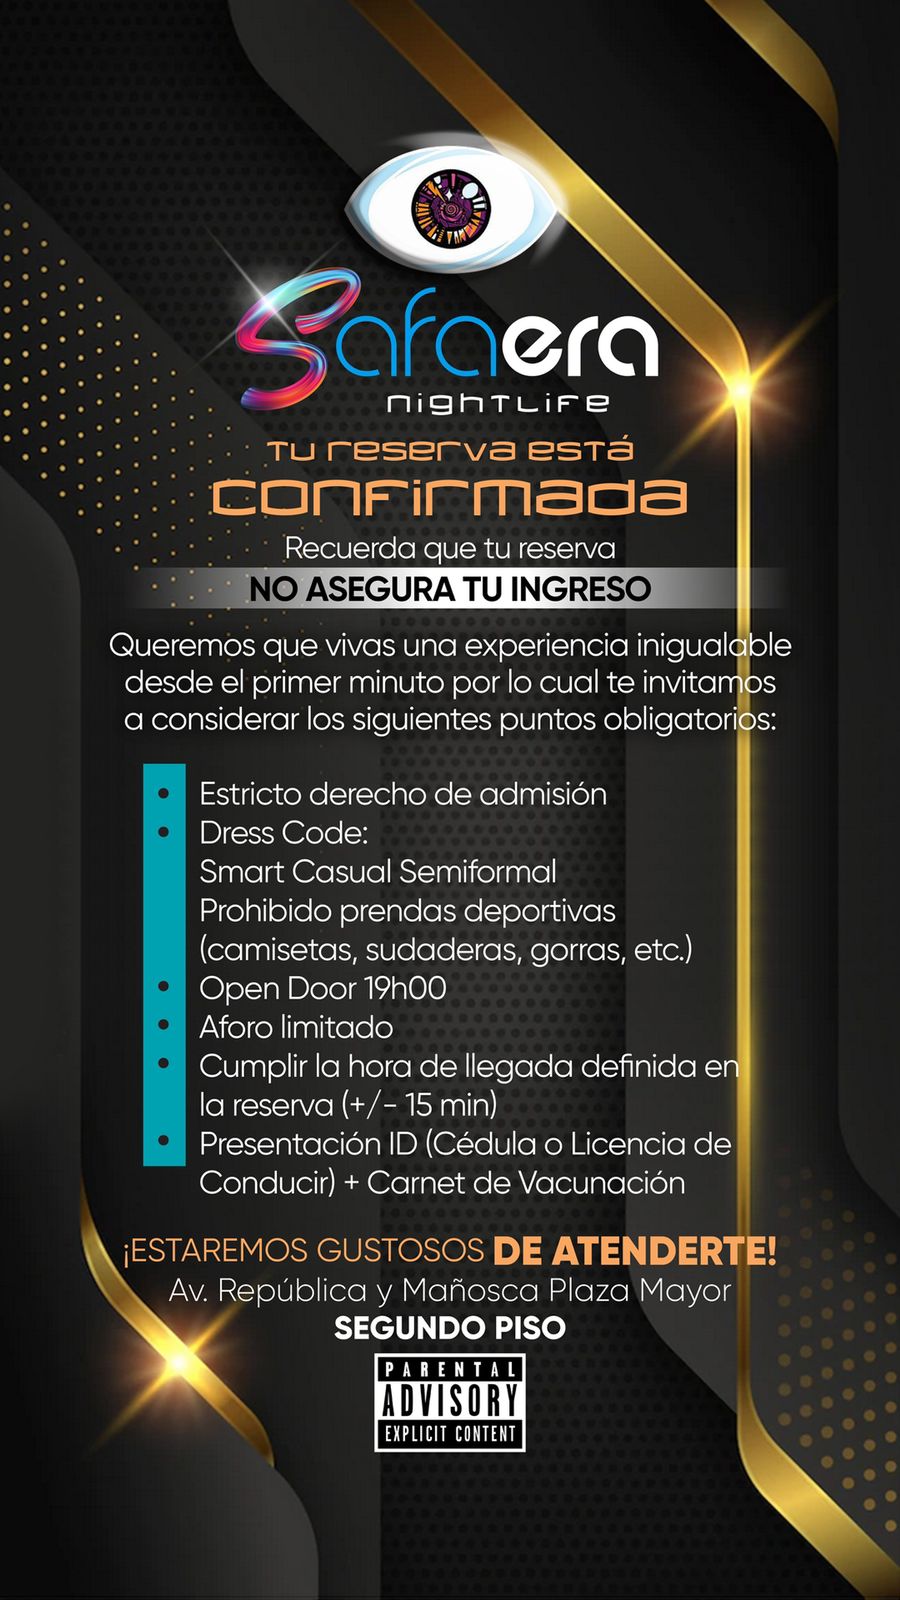 Safaera
nightlife
Tu reserva está
confirmada
Recuerda que tu reserva
NO ASEGURA TU INGRESO
Queremos que vivas una experiencia inigualable
desde el primer minuto por lo cual te invitamos
a considerar los siguientes puntos obligatorios:
• Estricto derecho de admisión
• Dress Code:
Smart Casual Semiformal
Prohibido prendas deportivas
(camisetas, sudaderas, gorras, etc.)
• Open Door 19h00
• Aforo limitado
• Cumplir la hora de llegada definida en
la reserva (+/- 15 min)
• Presentación ID (Cédula o Licencia de
Conducir) + Carnet de Vacunación
¡ESTAREMOS GUSTOSOS DE ATENDERTE!
Av. República y Mañosca Plaza Mayor
SEGUNDO PISO
PARENTAL
ADVISORY
EXPLICIT CONTENT